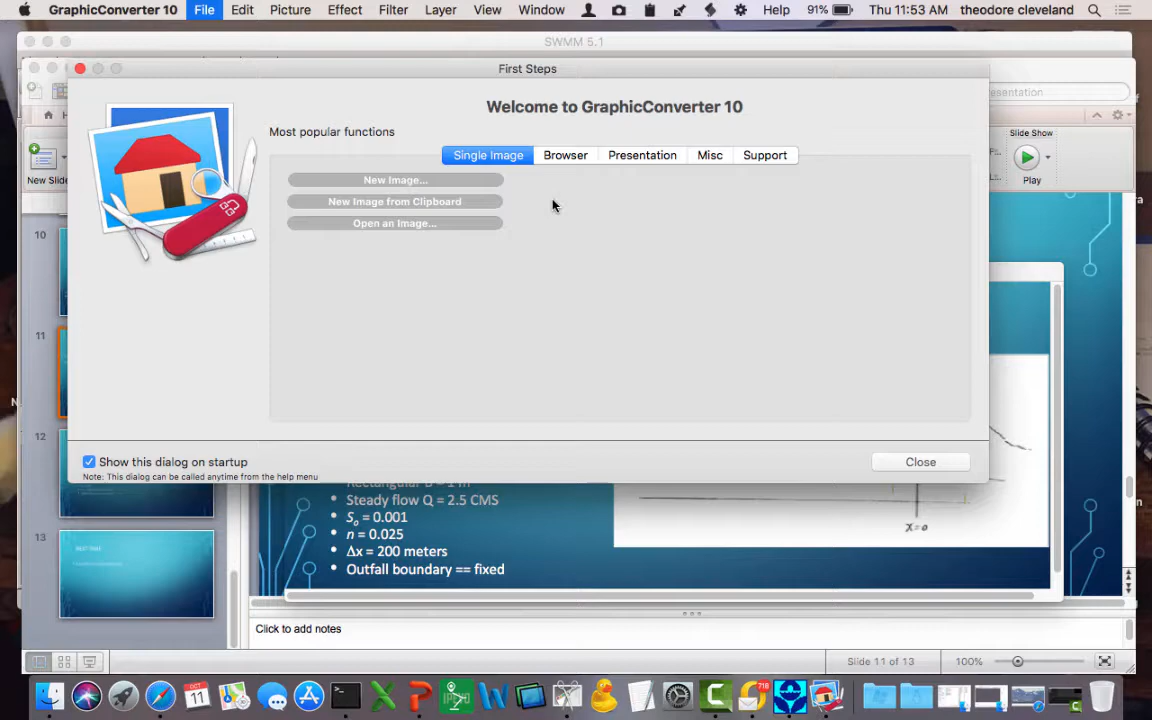 GraphicConverter 10 File Edit Picture Effect Filter Layer View Window Help 91% Thu 11:53 AM theodore cleveland
SWMM 5.1
First Steps
Welcome to GraphicConverter 10
Most popular functions
Single Image Browser Presentation Misc Support
New Image...
New Image from Clipboard
Open an Image...
Show this dialog on startup
Note: This dialog can be called anytime from the help menu
Close
New Slide
Slide Show
Play
10
11
12
13
Steady flow Q = 2.5 CMS
So = 0.001
n = 0.025
Δx = 200 meters
Outfall boundary == fixed
X=0
Click to add notes
Slide 11 of 13 100%
OCT
11
718